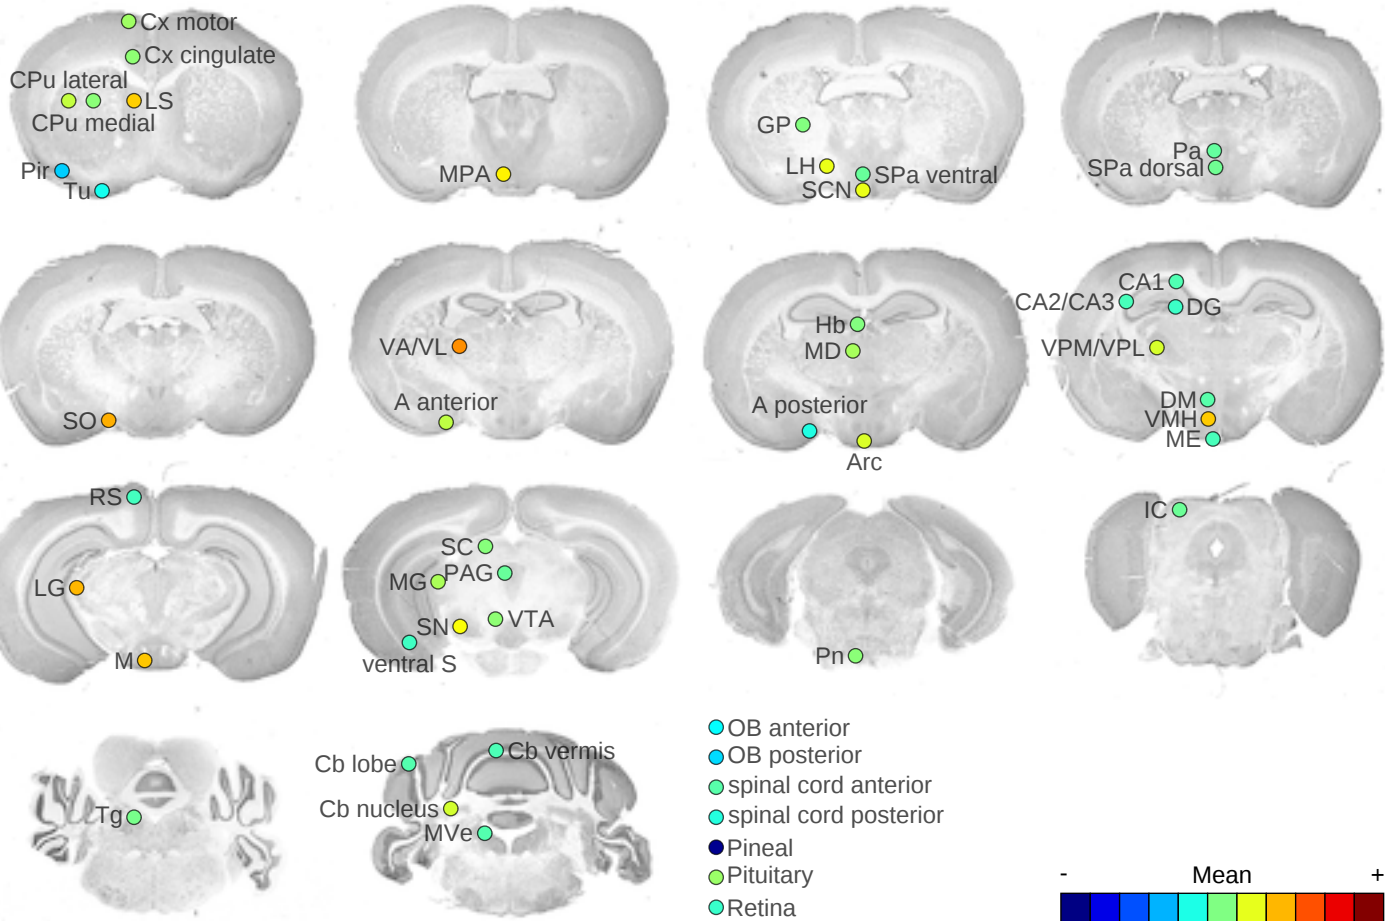 Cx motor
Cx cingulate
CPu lateral
LS
CPu medial
Pir
Tu
MPA
GP
LH
SPa ventral
SCN
Pa
SPa dorsal
SO
VA/VL
A anterior
Hb
MD
A posterior
Arc
CA1
CA2/CA3
DG
VPM/VPL
DM
VMH
ME
RS
LG
M
SC
MG
PAG
SN
VTA
ventral S
Pn
IC
Tg
Cb lobe
Cb vermis
Cb nucleus
MVe
OB anterior
OB posterior
spinal cord anterior
spinal cord posterior
Pineal
Pituitary
Retina
- Mean +